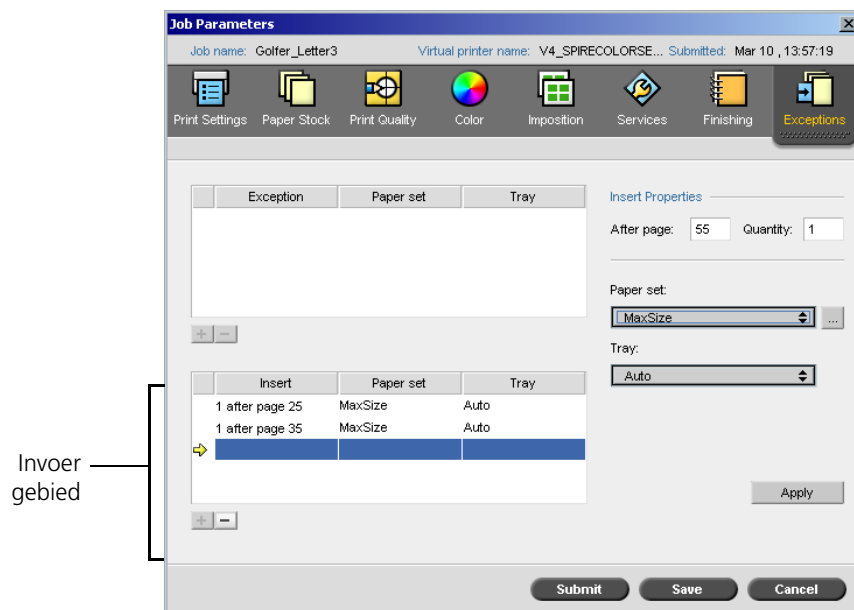 Job Parameters
Job name: Golfer_Letter3 Virtual printer name: V4_SPIRECOLORSE... Submitted: Mar 10 , 13:57:19
Print Settings Paper Stock Print Quality Color Imposition Services Finishing Exceptions
Exception Paper set Tray
Insert Properties
After page: 55 Quantity: 1
Paper set:
MaxSize ...
Tray:
Auto
Insert Paper set Tray
1 after page 25 MaxSize Auto
1 after page 35 MaxSize Auto
Invoer
gebied
Apply
Submit Save Cancel